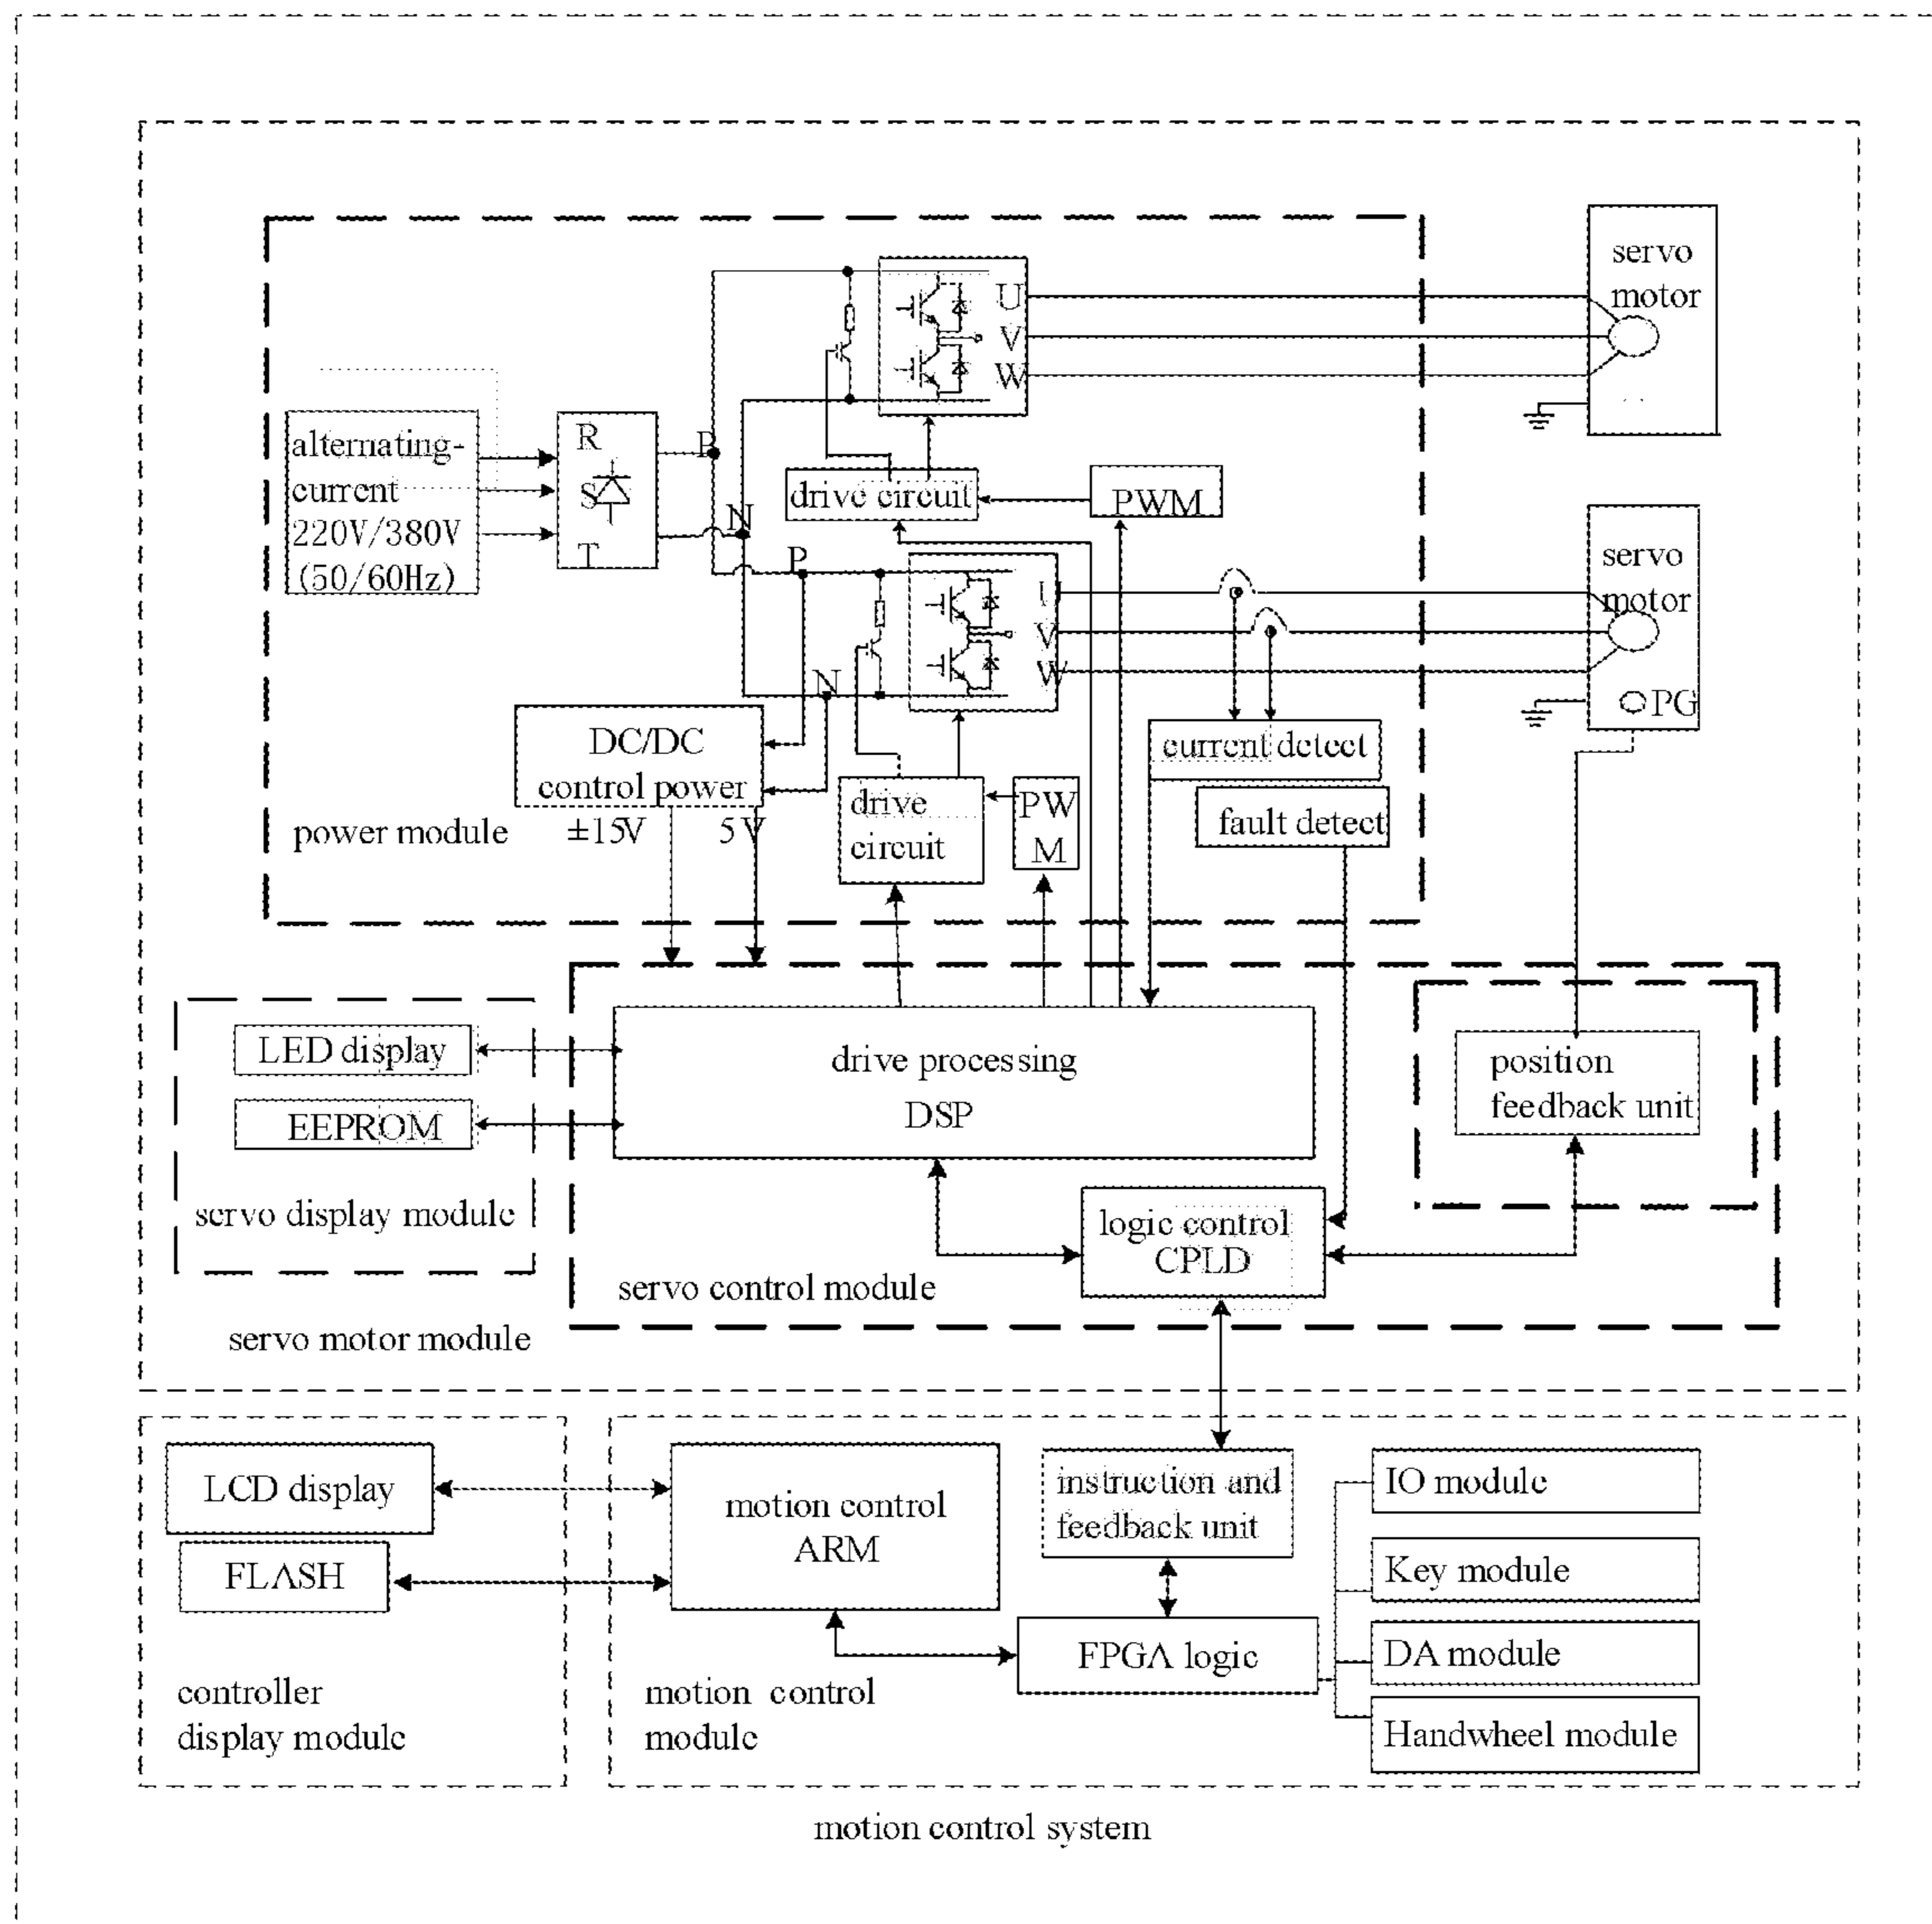 servo
motor
U
V
W
alternating-
current
220V/380V
(50/60Hz)
R
S
T
P
N
drive circuit
PWM
P
N
U
V
W
servo
motor
PG
DC/DC
control power
±15V
5V
power module
drive
circuit
PW
M
current detect
fault detect
LED display
EEPROM
servo display module
drive processing
DSP
position
feedback unit
logic control
CPLD
servo control module
servo motor module
LCD display
FLASH
controller
display module
motion control
ARM
instruction and
feedback unit
FPGA logic
IO module
Key module
DA module
Handwheel module
motion control
module
motion control system